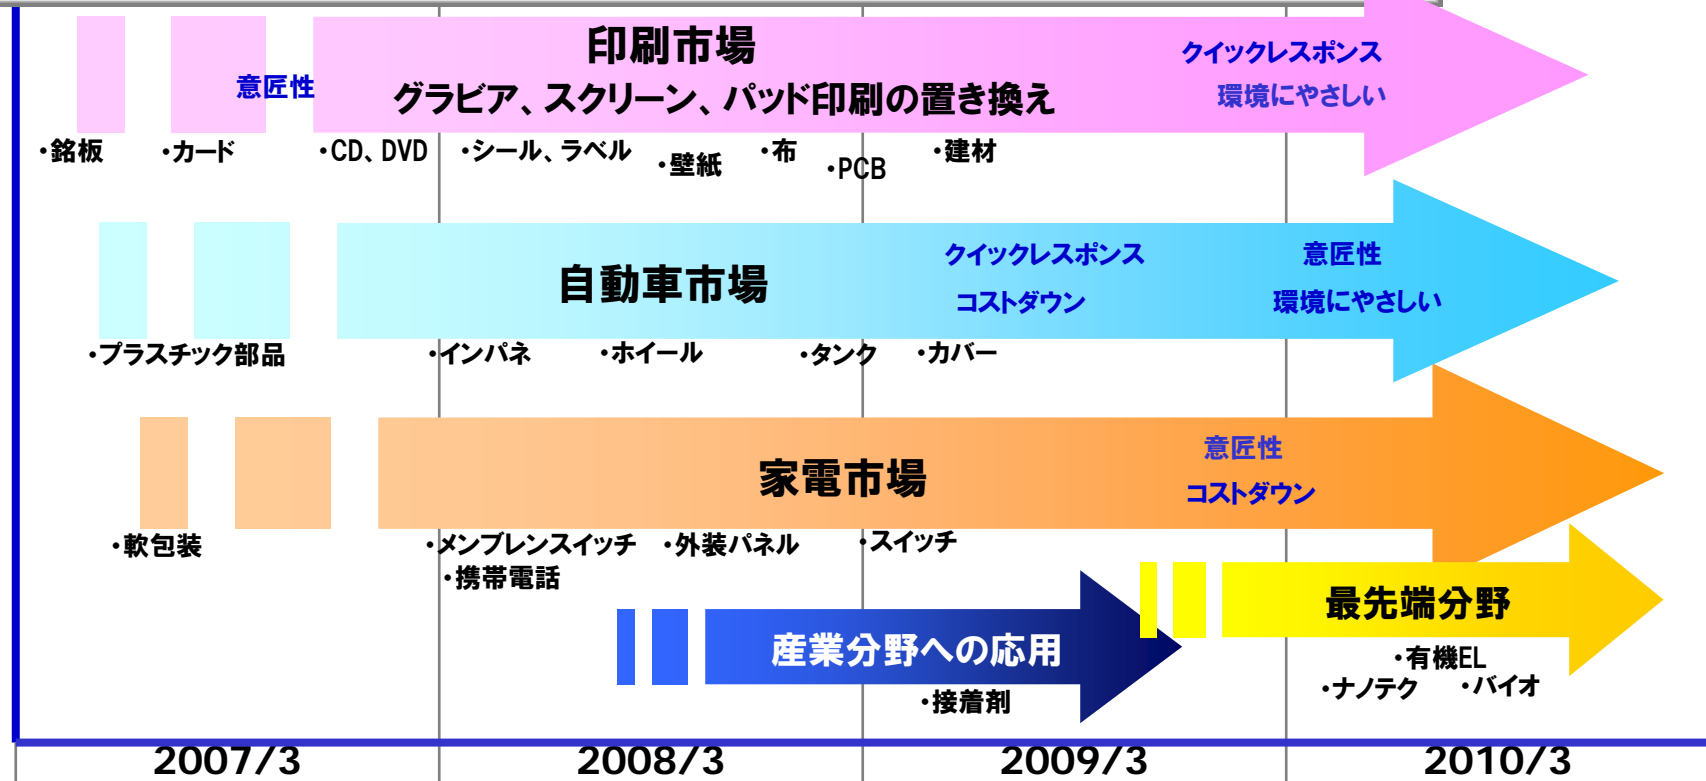 印刷市場
クイックレスポンス
意匠性
グラビア、スクリーン、パッド印刷の置き換え
環境にやさしい
・銘板
・カード
・CD、DVD
・シール、ラベル
・壁紙
・布
・PCB
・建材
自動車市場
クイックレスポンス
意匠性
コストダウン
環境にやさしい
・プラスチック部品
・インパネ
・ホイール
・タンク
・カバー
家電市場
意匠性
コストダウン
・軟包装
・メンブレンスイッチ
・外装パネル
・スイッチ
・携帯電話
産業分野への応用
・接着剤
最先端分野
・有機EL
・ナノテク
・バイオ
2007/3
2008/3
2009/3
2010/3